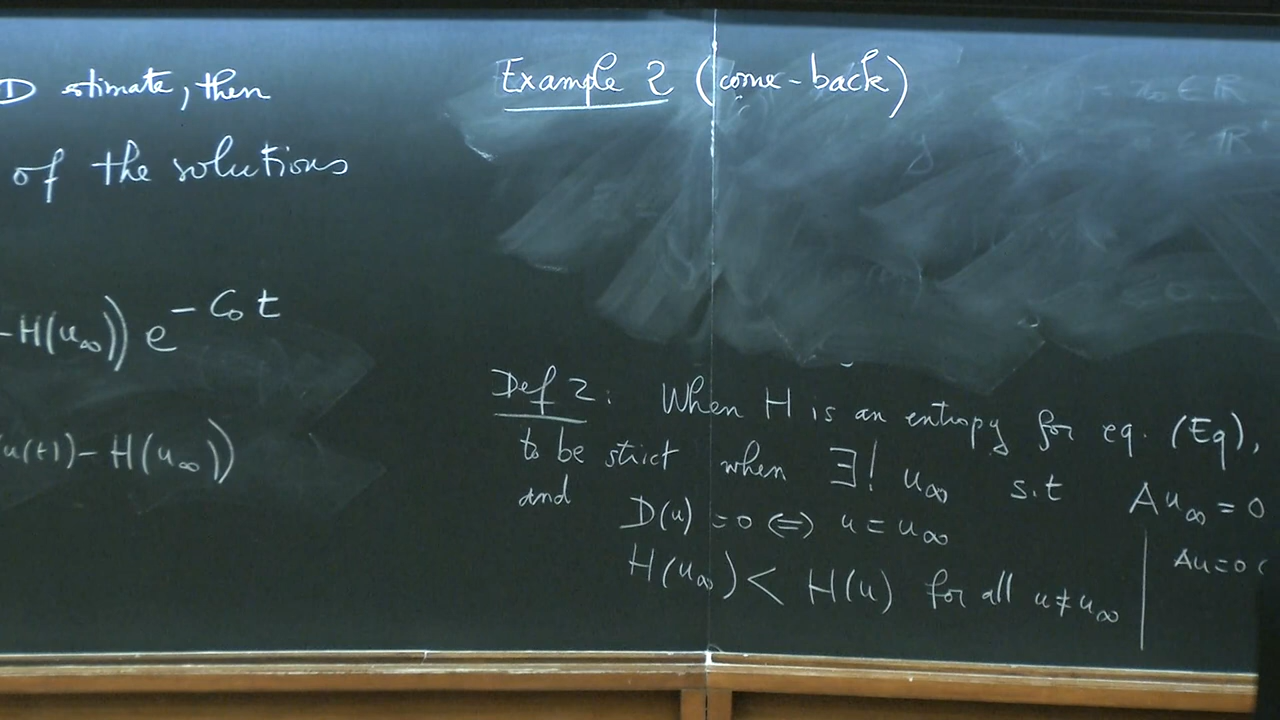 D estimate, then
of the solutions
- H(u∞)) e^{-C₀ t}
(u(t)) - H(u∞))
Example 2 (come-back)
Def 2: When H is an entropy for eq. (Eq),
to be strict when ∃! u∞ s.t Au∞ = 0
and D(u) = 0 ⇔ u = u∞
H(u∞) < H(u) for all u ≠ u∞
Au = 0 (